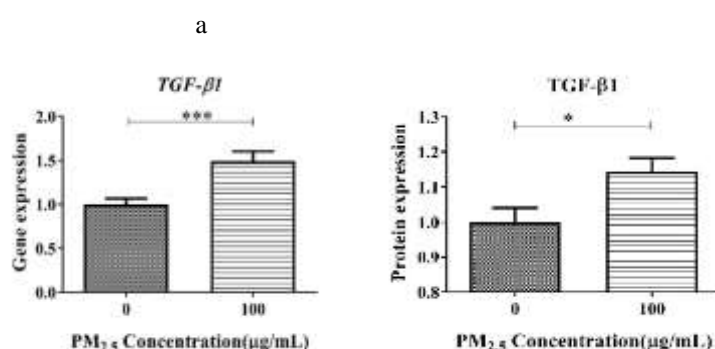 a
TGF-β1
***
Gene expression
2.0
1.5
1.0
0.5
0.0
0 100
PM2.5 Concentration(μg/mL)
TGF-β1
*
Protein expression
1.3
1.2
1.1
1.0
0.9
0.8
0 100
PM2.5 Concentration(μg/mL)